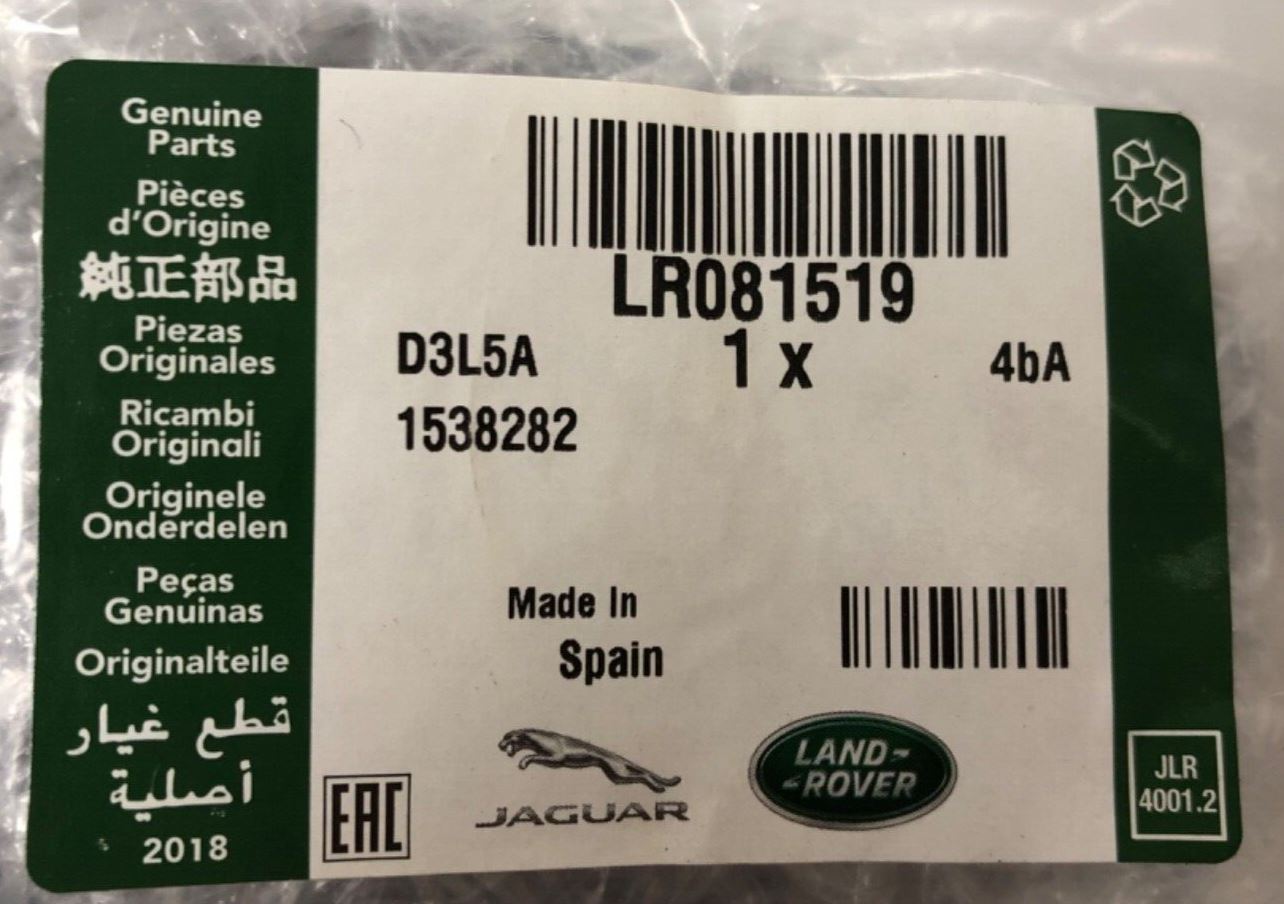 Genuine
Parts
Pièces
d'Origine
純正部品
Piezas
Originales
Ricambi
Originali
Originele
Onderdelen
Peças
Genuinas
Originalteile
قطع غيار
أصلية
2018
LR081519
D3L5A 1 x 4bA
1538282
Made In
Spain
EAC
JAGUAR
LAND-
-ROVER
JLR
4001.2